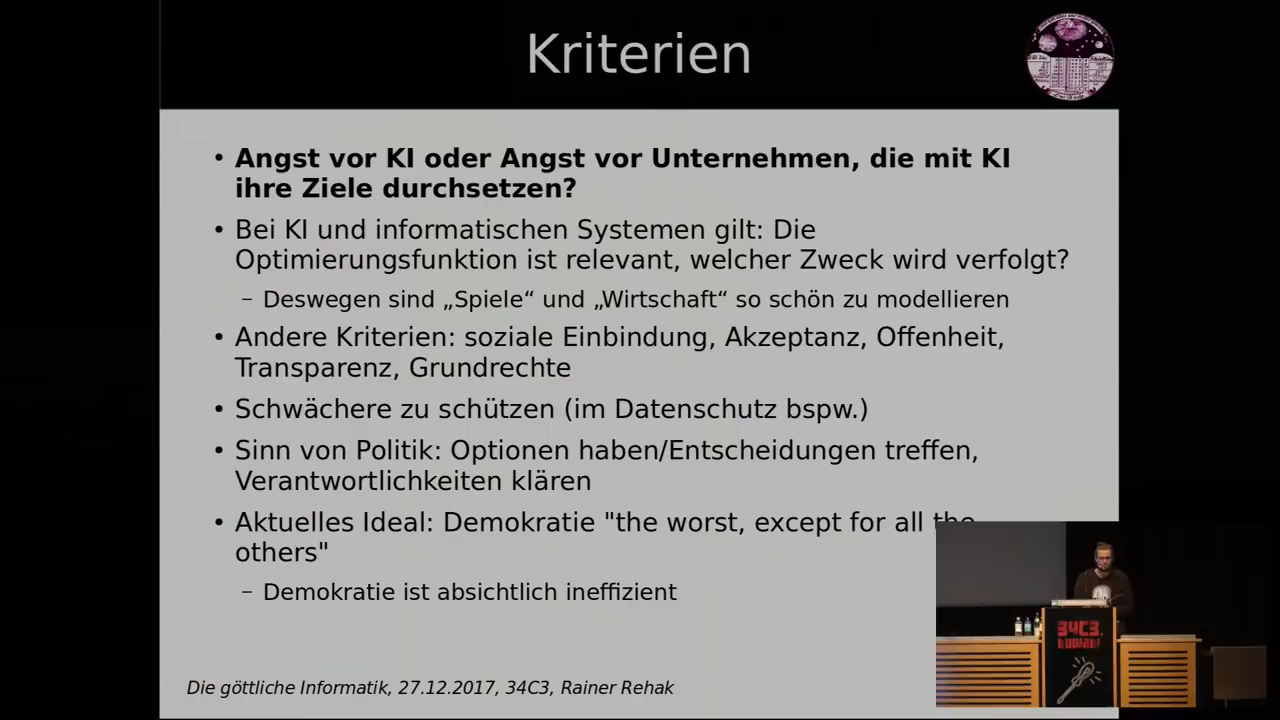 Kriterien
• Angst vor KI oder Angst vor Unternehmen, die mit KI
ihre Ziele durchsetzen?
• Bei KI und informatischen Systemen gilt: Die
Optimierungsfunktion ist relevant, welcher Zweck wird verfolgt?
– Deswegen sind „Spiele“ und „Wirtschaft“ so schön zu modellieren
• Andere Kriterien: soziale Einbindung, Akzeptanz, Offenheit,
Transparenz, Grundrechte
• Schwächere zu schützen (im Datenschutz bspw.)
• Sinn von Politik: Optionen haben/Entscheidungen treffen,
Verantwortlichkeiten klären
• Aktuelles Ideal: Demokratie "the worst, except for all the
others"
– Demokratie ist absichtlich ineffizient
34C3.
Die göttliche Informatik, 27.12.2017, 34C3, Rainer Rehak